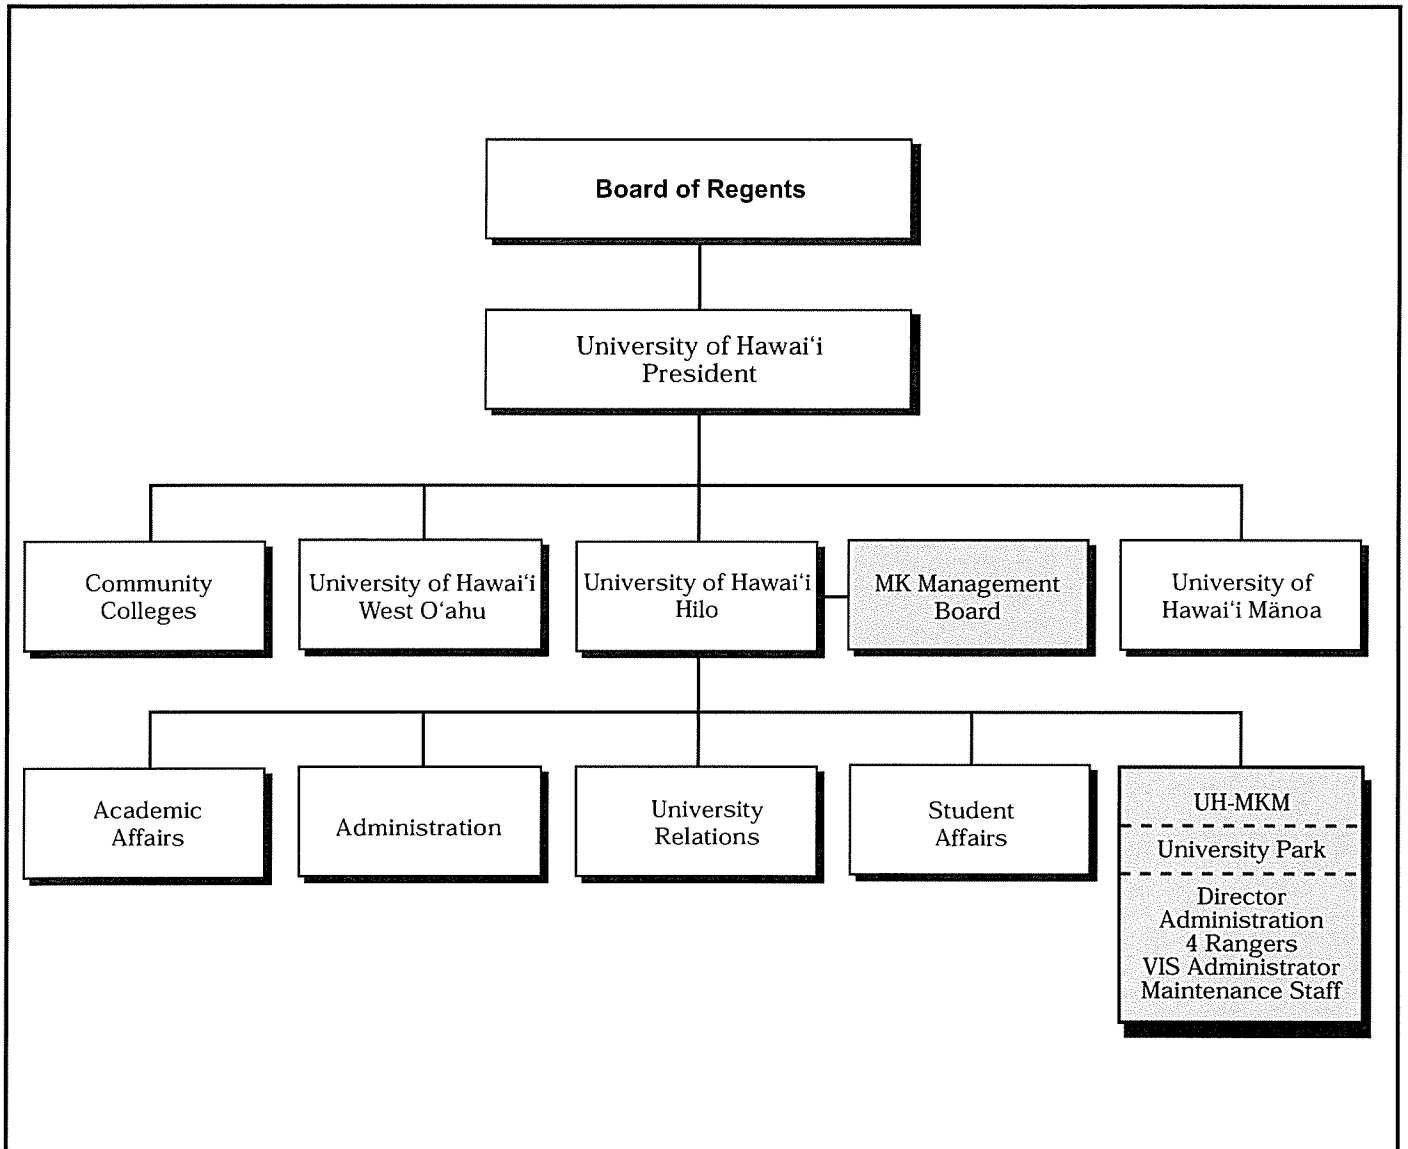 Board of Regents
University of Hawai‘i
President
Community
Colleges
University of Hawai‘i
West O‘ahu
University of Hawai‘i
Hilo
MK Management
Board
University of
Hawai‘i Mänoa
Academic
Affairs
Administration
University
Relations
Student
Affairs
UH-MKM
University Park
Director
Administration
4 Rangers
VIS Administrator
Maintenance Staff